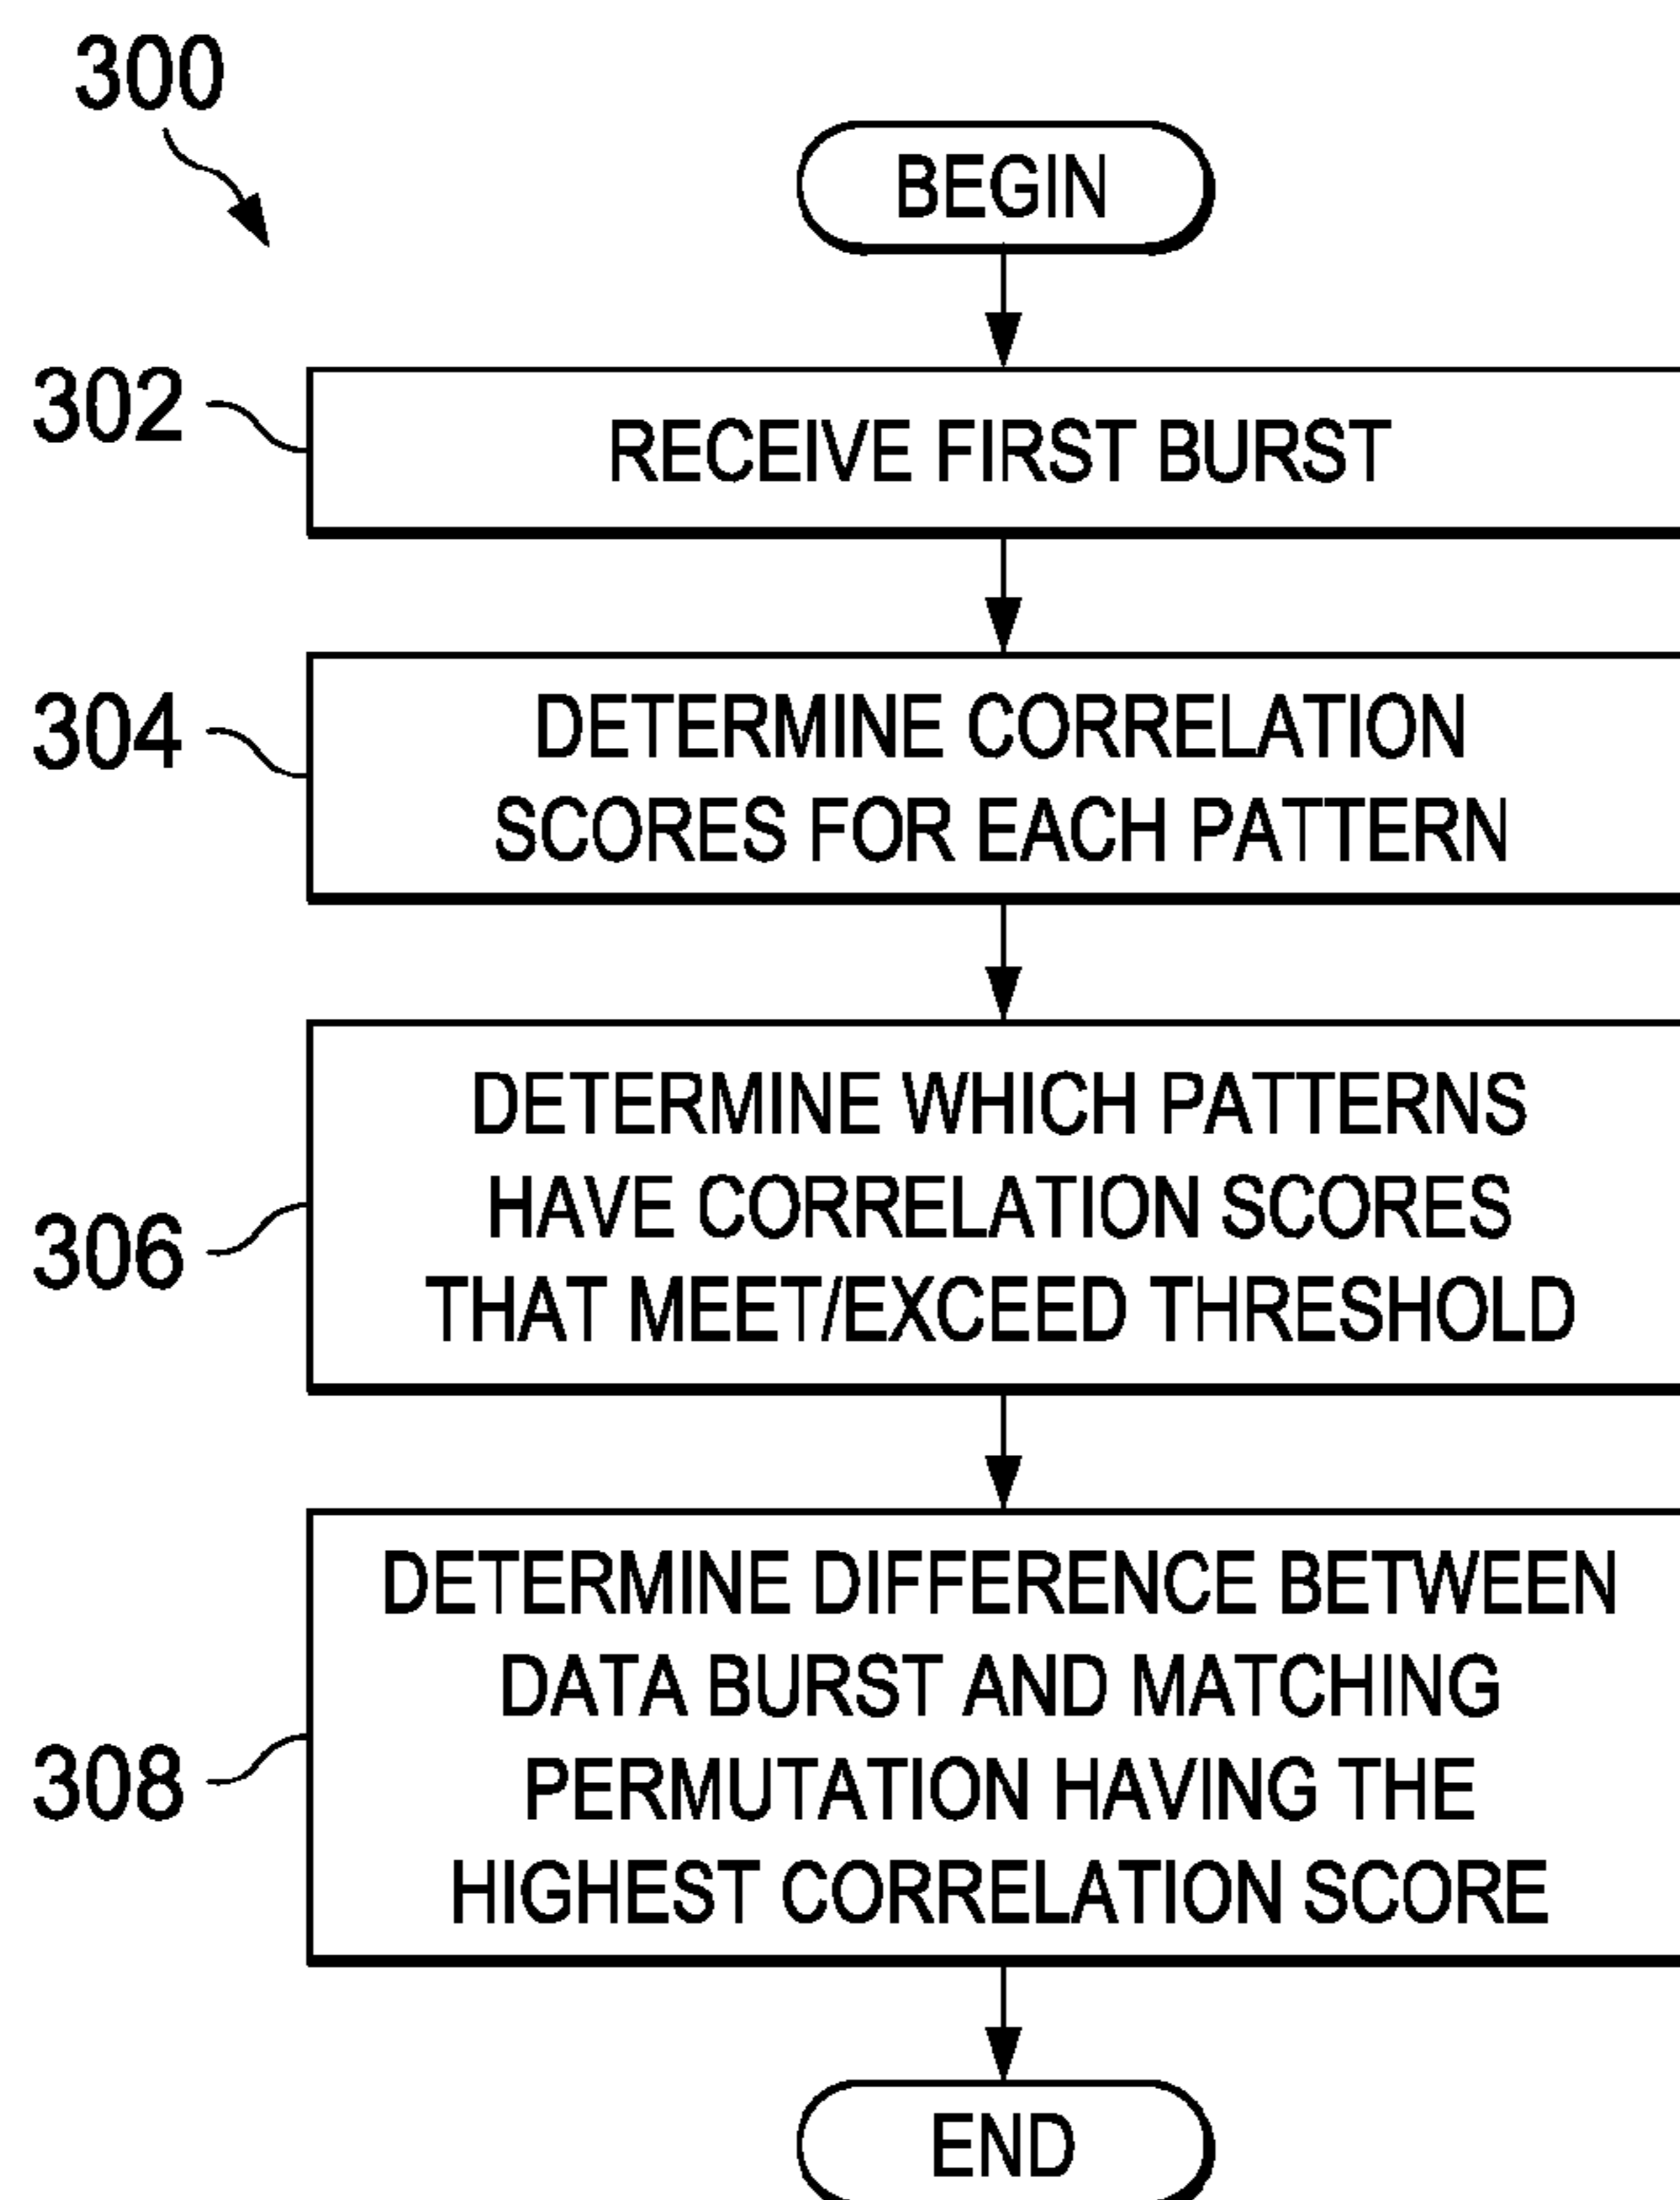 300
BEGIN
302
RECEIVE FIRST BURST
304
DETERMINE CORRELATION
SCORES FOR EACH PATTERN
306
DETERMINE WHICH PATTERNS
HAVE CORRELATION SCORES
THAT MEET/EXCEED THRESHOLD
308
DETERMINE DIFFERENCE BETWEEN
DATA BURST AND MATCHING
PERMUTATION HAVING THE
HIGHEST CORRELATION SCORE
END